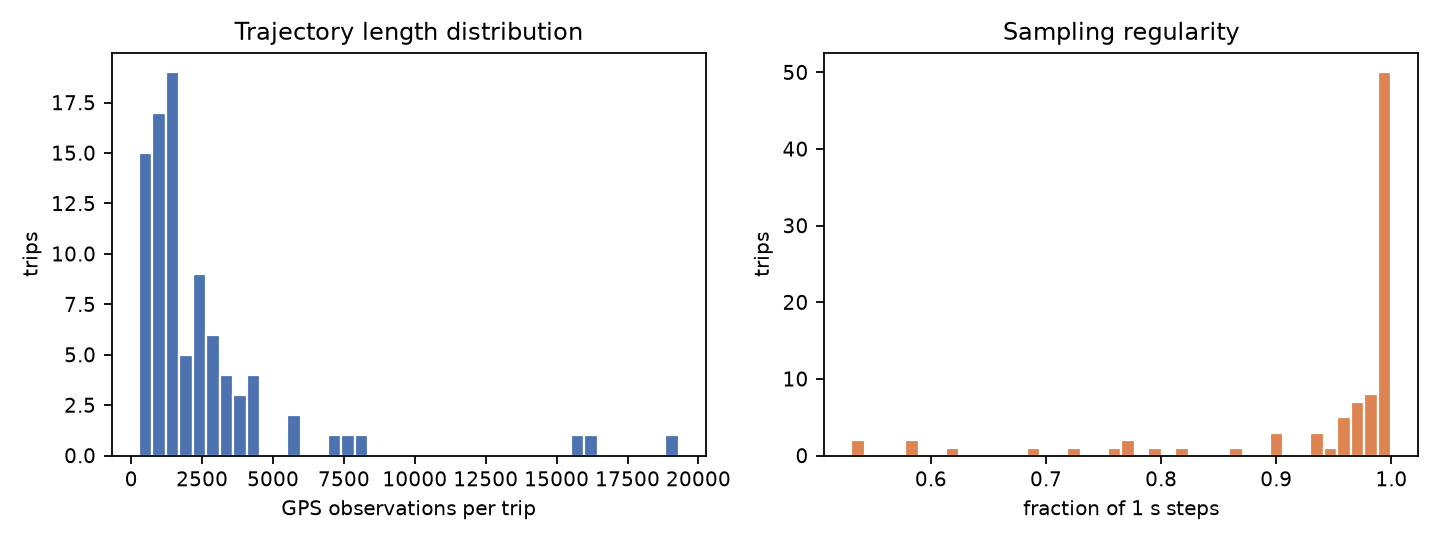 Trajectory length distribution
17.5
15.0
12.5
10.0
7.5
5.0
2.5
0.0
trips
0 2500 5000 7500 10000 12500 15000 17500 20000
GPS observations per trip
Sampling regularity
50
40
30
20
10
0
trips
0.6 0.7 0.8 0.9 1.0
fraction of 1 s steps